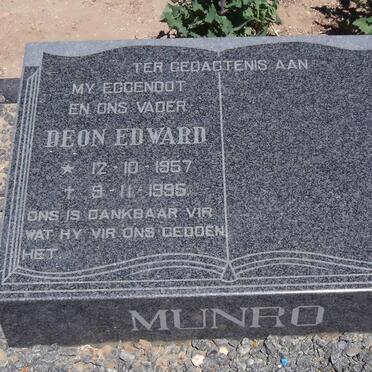 TER GEDAGTENIS AAN
MY EGGENOOT
EN ONS VADER
DEON EDWARD
* 12-10-1957
† 9-11-1995
ONS IS DANKBAAR VIR
WAT HY VIR ONS GEDOEN
HET.
MUNRO